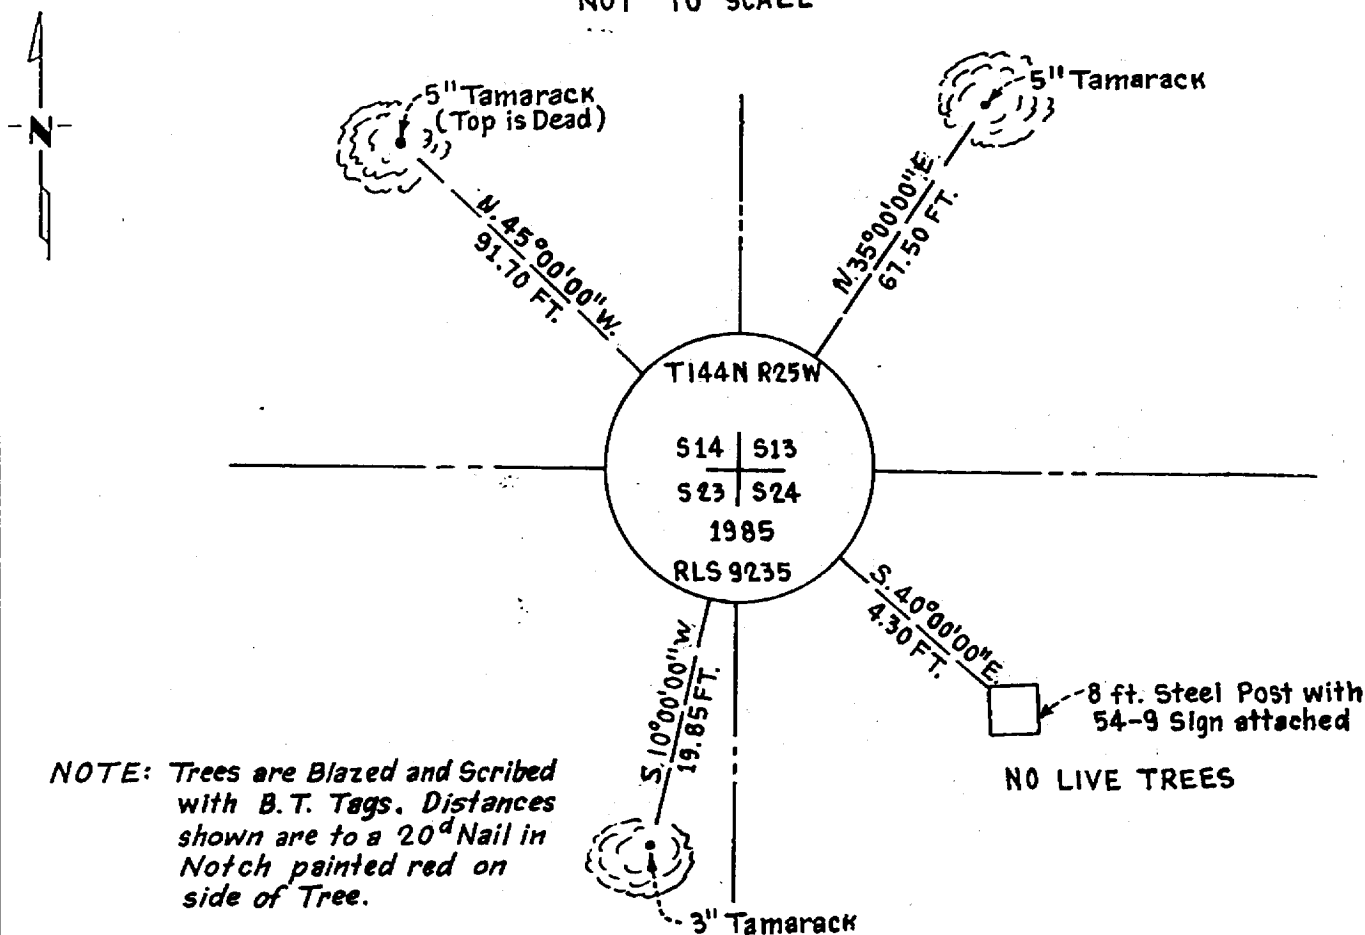 NOT TO SCALE
N
5" Tamarack
(Top is Dead)
5" Tamarack
N. 45°00'00" W.
91.70 FT.
N. 35°00'00" E.
67.50 FT.
T144N R25W
S14 S13
S23 S24
1985
RLS 9235
S. 10°00'00" W.
19.85 FT.
S. 40°00'00" E.
4.30 FT.
8 ft. Steel Post with
54-9 Sign attached
NO LIVE TREES
NOTE: Trees are Blazed and Scribed
with B.T. Tags. Distances
shown are to a 20d Nail in
Notch painted red on
side of Tree.
3" Tamarack